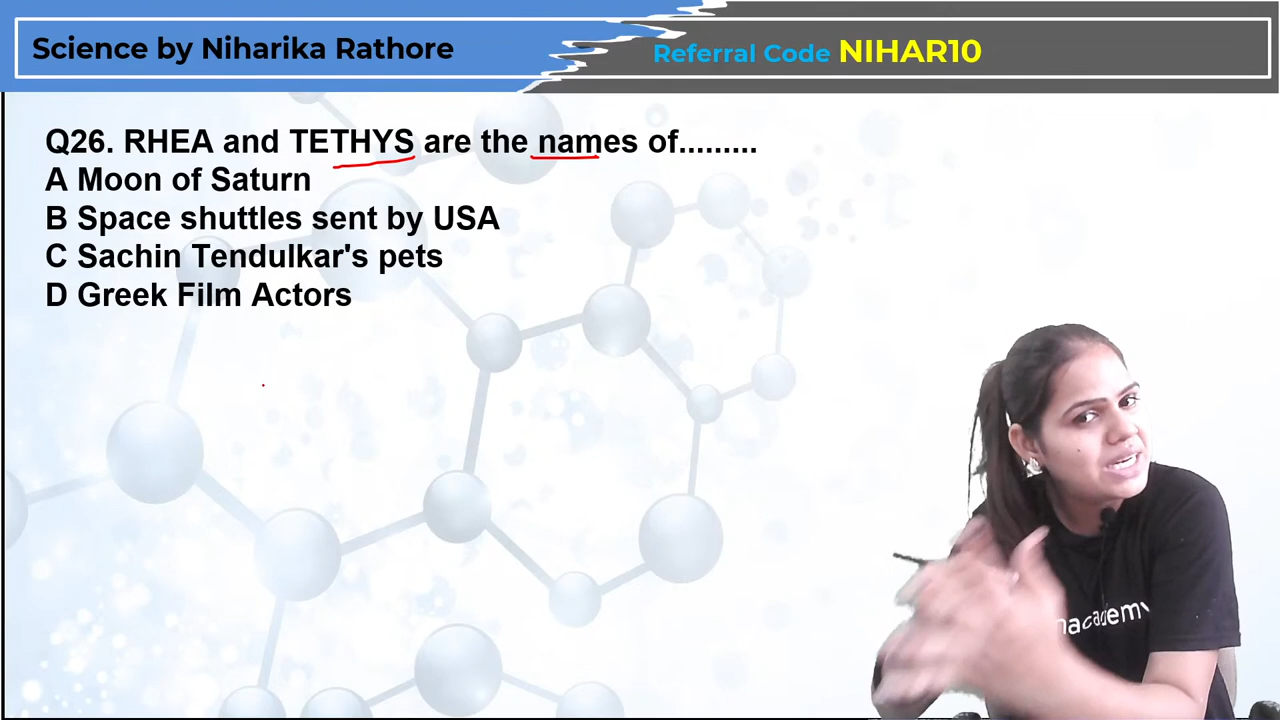 Science by Niharika Rathore
Referral Code NIHAR10
Q26. RHEA and TETHYS are the names of.........
A Moon of Saturn
B Space shuttles sent by USA
C Sachin Tendulkar's pets
D Greek Film Actors